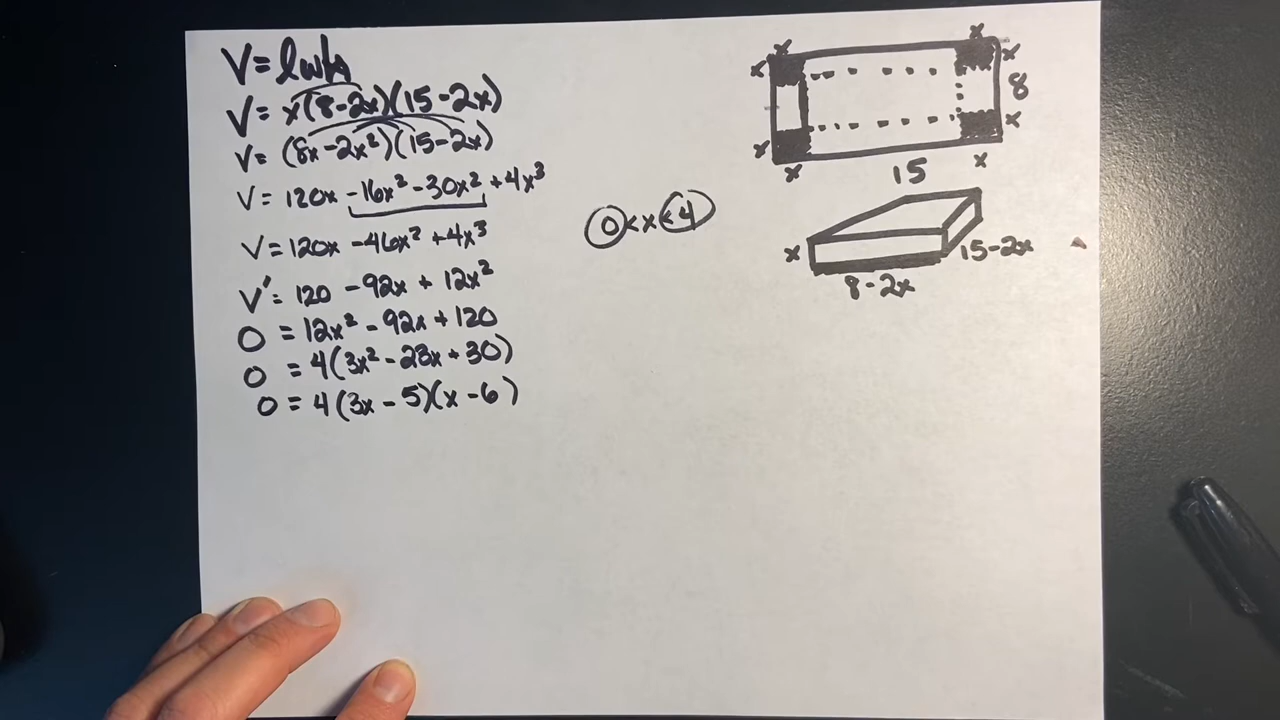 V = lwh
V = x(8-2x)(15-2x)
V = (8x-2x²)(15-2x)
V = 120x -16x² -30x² +4x³
V = 120x -46x² +4x³
V' = 120 -92x + 12x²
0 = 12x² - 92x + 120
0 = 4(3x² - 23x + 30)
0 = 4(3x - 5)(x - 6)
0 < x < 4
x x
x x
8
x x
x x
15
x 15-2x
8-2x